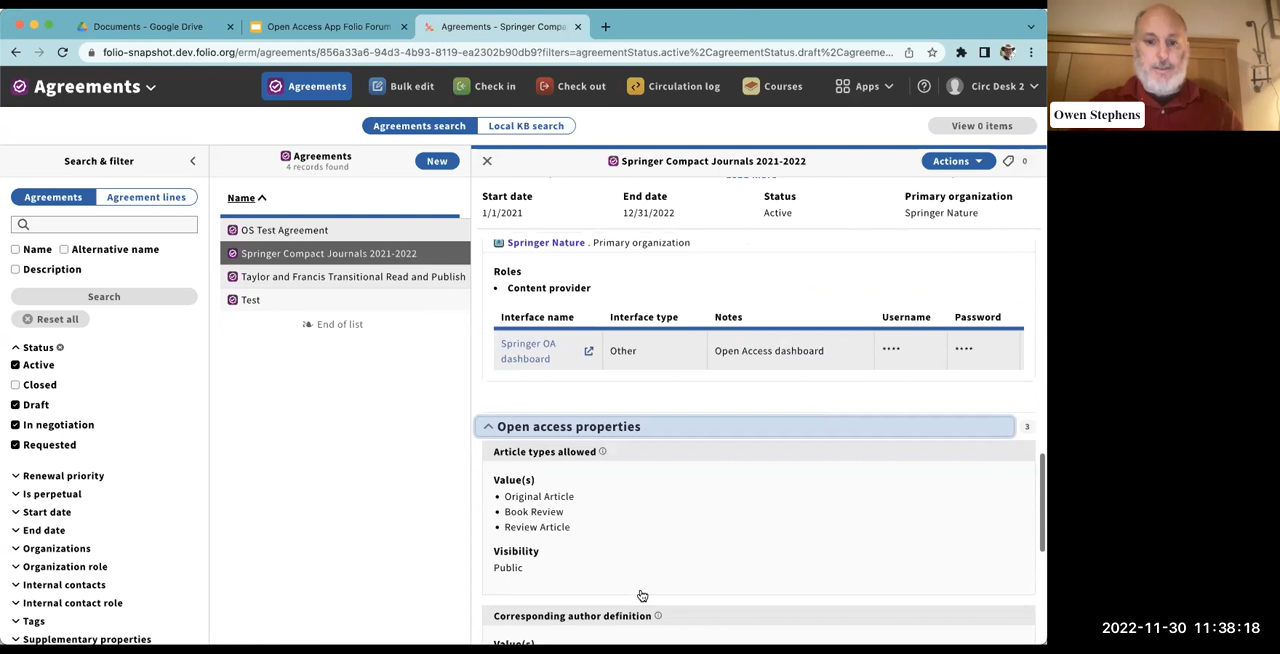 Documents - Google Drive
Open Access App Folio Forum
Agreements - Springer Compa
folio-snapshot.dev.folio.org/erm/agreements/856a33a6-94d3-4b93-8119-ea2302b90db9?filters=agreementStatus.active%2CagreementStatus.draft%2Cagreeme...
Agreements
Agreements
Bulk edit
Check in
Check out
Circulation log
Courses
Apps
Circ Desk 2
Owen Stephens
Agreements search
Local KB search
View 0 items
Search & filter
Agreements
4 records found
New
Springer Compact Journals 2021-2022
Actions
0
Agreements
Agreement lines
Name
Alternative name
Description
Search
Reset all
Status
Active
Closed
Draft
In negotiation
Requested
Renewal priority
Is perpetual
Start date
End date
Organizations
Organization role
Internal contacts
Internal contact role
Tags
Supplementary properties
Name
OS Test Agreement
Springer Compact Journals 2021-2022
Taylor and Francis Transitional Read and Publish
Test
End of list
Start date
End date
Status
Primary organization
1/1/2021
12/31/2022
Active
Springer Nature
Springer Nature . Primary organization
Roles
• Content provider
Interface name
Interface type
Notes
Username
Password
Springer OA
dashboard
Other
Open Access dashboard
****
****
Open access properties
3
Article types allowed
Value(s)
• Original Article
• Book Review
• Review Article
Visibility
Public
Corresponding author definition
Value(s)
2022-11-30 11:38:18